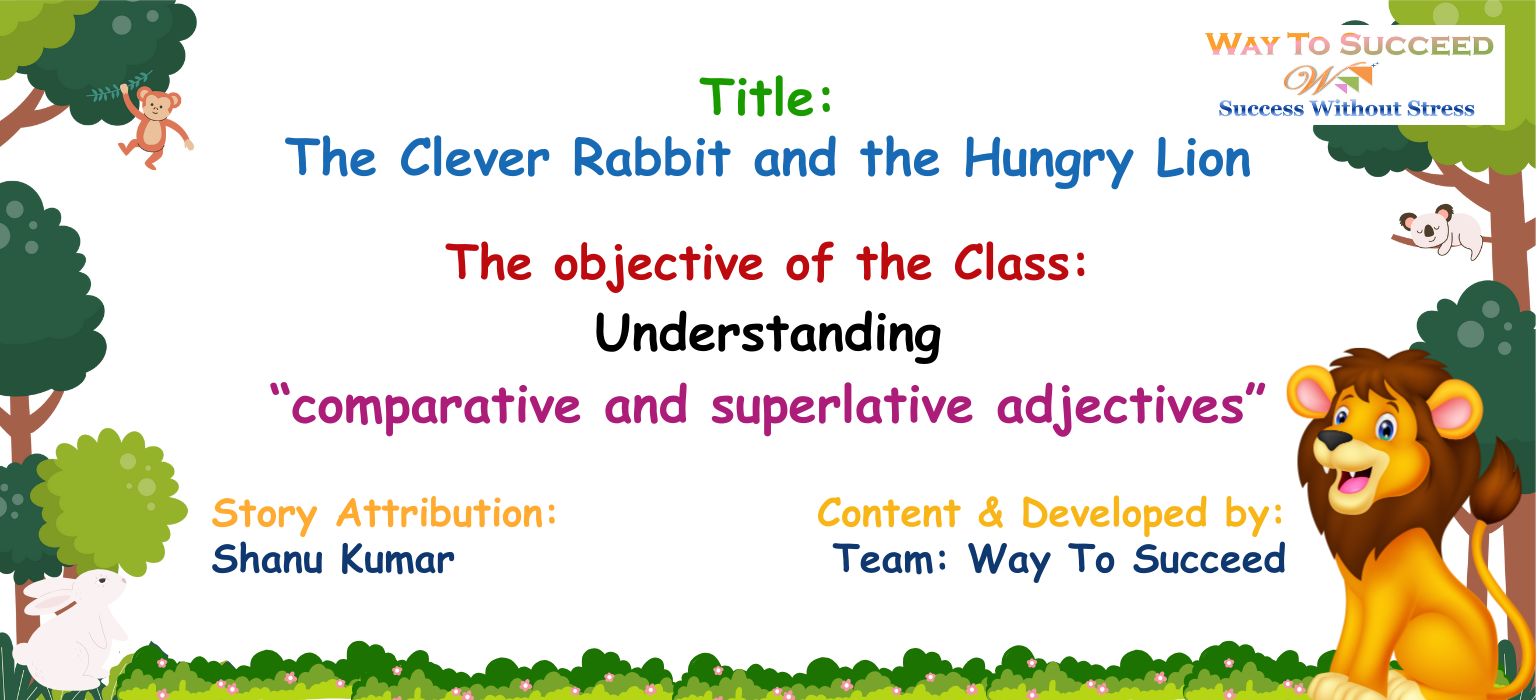 WAY TO SUCCEED
W
Success Without Stress
Title:
The Clever Rabbit and the Hungry Lion
The objective of the Class:
Understanding
“comparative and superlative adjectives”
Story Attribution:
Shanu Kumar
Content & Developed by:
Team: Way To Succeed